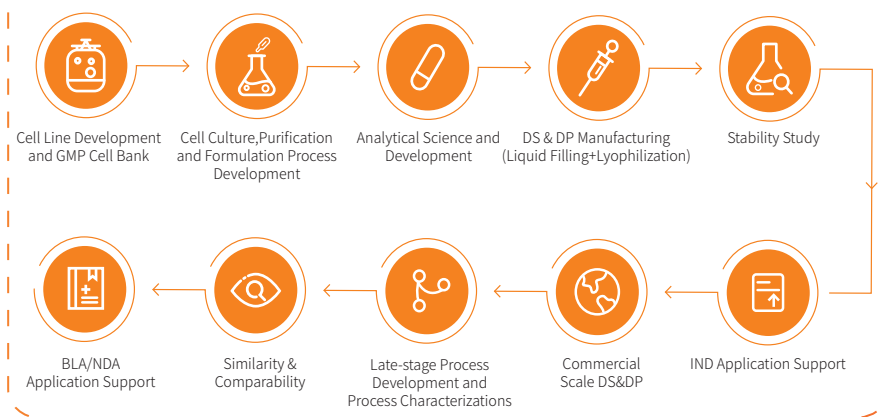 Cell Line Development
and GMP Cell Bank
Cell Culture,Purification
and Formulation Process
Development
Analytical Science and
Development
DS & DP Manufacturing
(Liquid Filling+Lyophilization)
Stability Study
BLA/NDA
Application Support
Similarity &
Comparability
Late-stage Process
Development and
Process Characterizations
Commercial
Scale DS&DP
IND Application Support